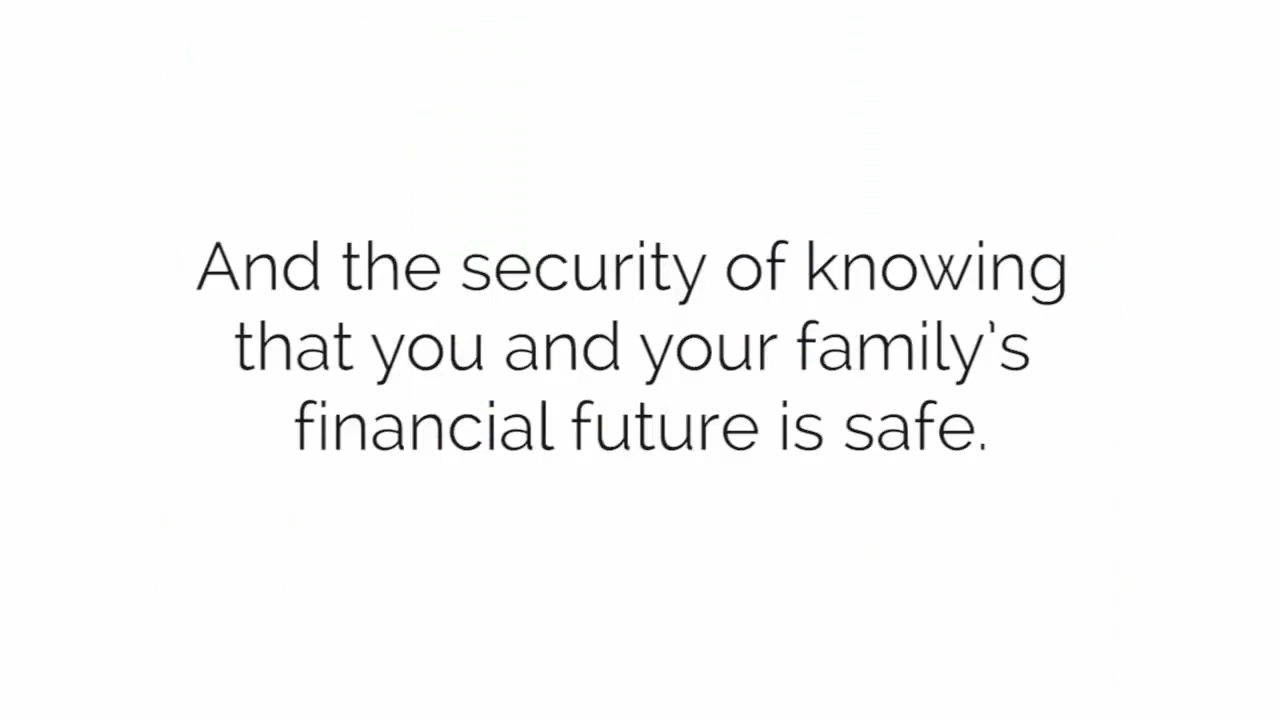 And the security of knowing
that you and your family’s
financial future is safe.